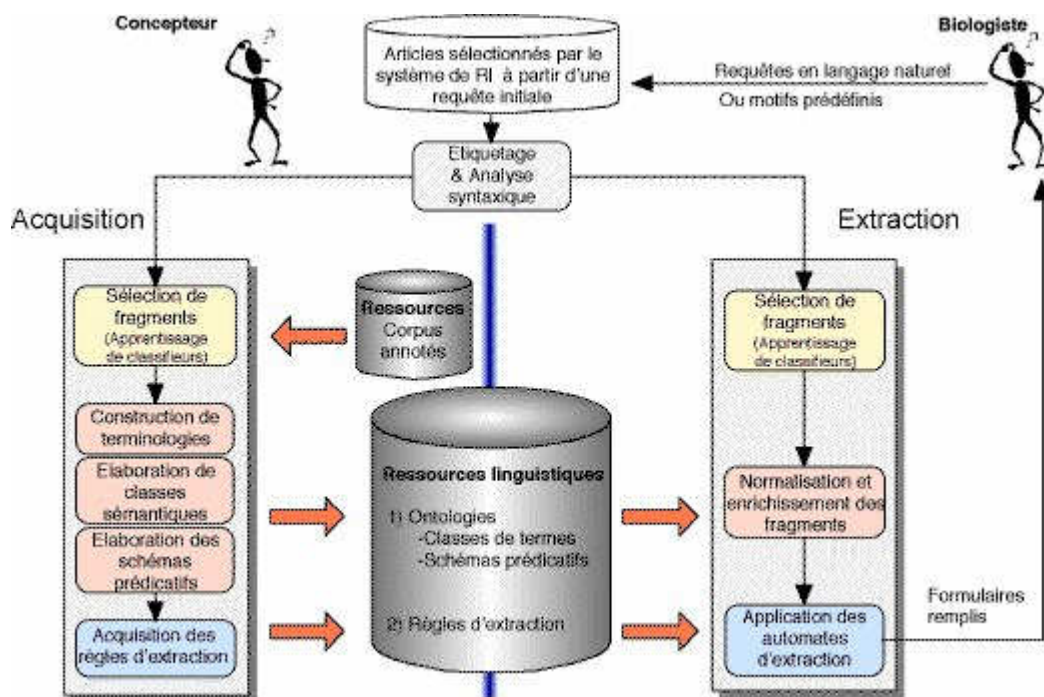 Concepteur
Biologiste
Articles sélectionnés par le
système de RI à partir d'une
requête initiale
Requêtes en langage naturel
Ou motifs prédéfinis
Etiquetage
& Analyse
syntaxique
Acquisition
Extraction
Sélection de
fragments
(Apprentissage
de classifieurs)
Construction de
terminologies
Elaboration de
classes
sémantiques
Elaboration des
schémas
prédicatifs
Acquisition des
règles d'extraction
Ressources
Corpus
annotés
Ressources linguistiques
1) Ontologies
-Classes de termes
-Schémas prédicatifs
2) Règles d'extraction
Sélection de
fragments
(Apprentissage
de classifieurs)
Normalisation et
enrichissement des
fragments
Application des
automates
d'extraction
Formulaires
remplis